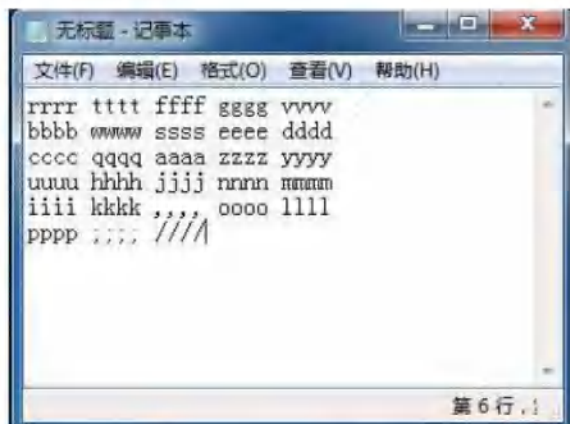 无标题 - 记事本
文件(F) 编辑(E) 格式(O) 查看(V) 帮助(H)
rrrr tttt ffff gggg vvvv
bbbb wwww ssss eeee dddd
cccc qqqq aaaa zzzz yyyy
uuuu hhhh jjjj nnnn mmmm
iiii kkkk ,,,, oooo llll
pppp ;;;; ////
第 6 行 ,